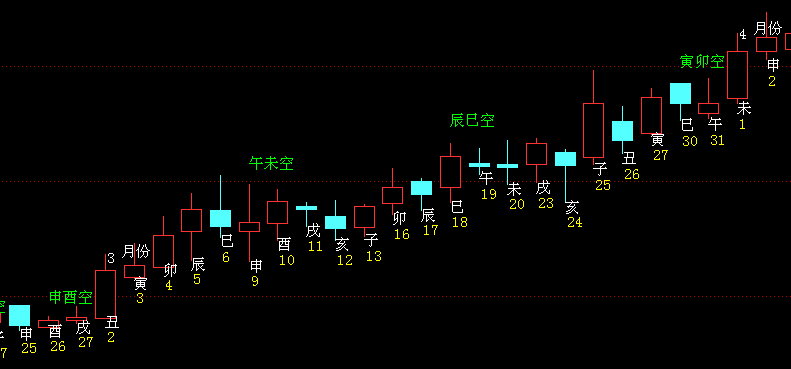 申
25
申酉空
酉
26
戌
27
3 月份
丑
2
寅
3
卯
4
辰
5
巳
6
午未空
申
9
酉
10
戌
11
亥
12
子
13
卯
16
辰
17
辰巳空
巳
18
午
19
未
20
戌
23
亥
24
子
25
丑
26
寅
27
巳
30
寅卯空
午
31
4 月份
未
1
申
2